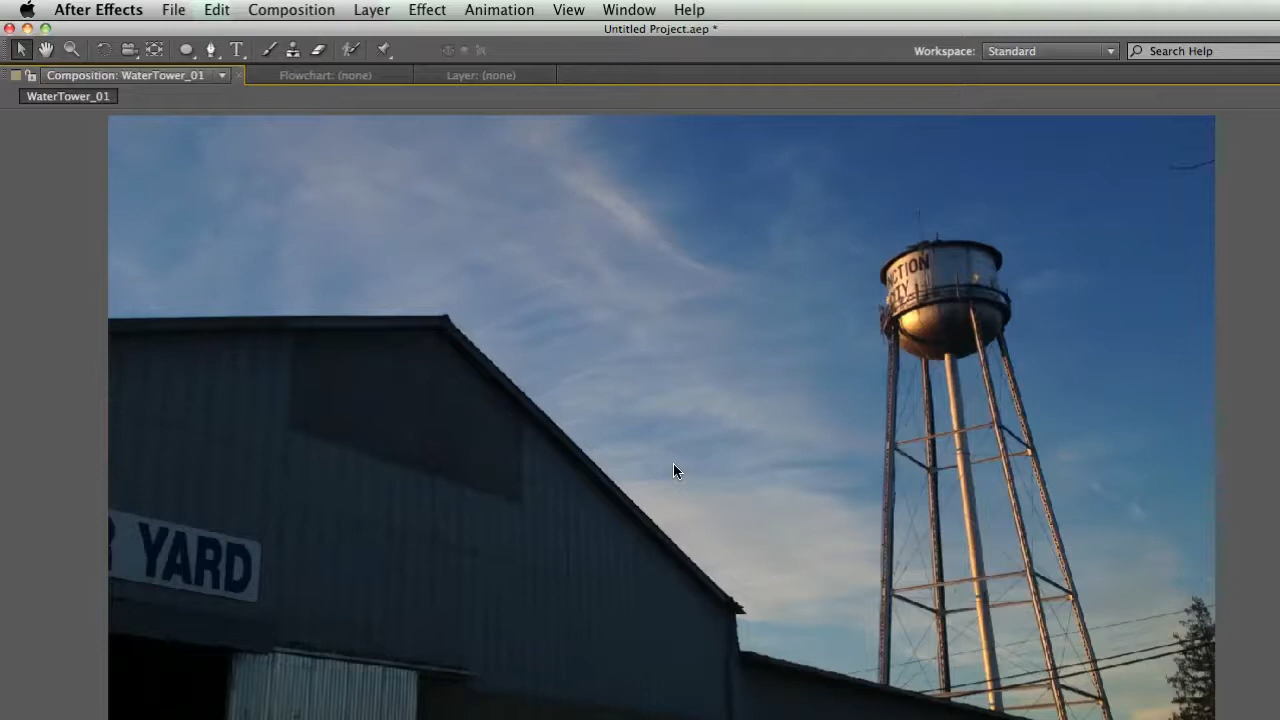 After Effects File Edit Composition Layer Effect Animation View Window Help
Untitled Project.aep *
Workspace: Standard Search Help
Composition: WaterTower_01 Flowchart: (none) Layer: (none)
WaterTower_01
NCTION
YARD